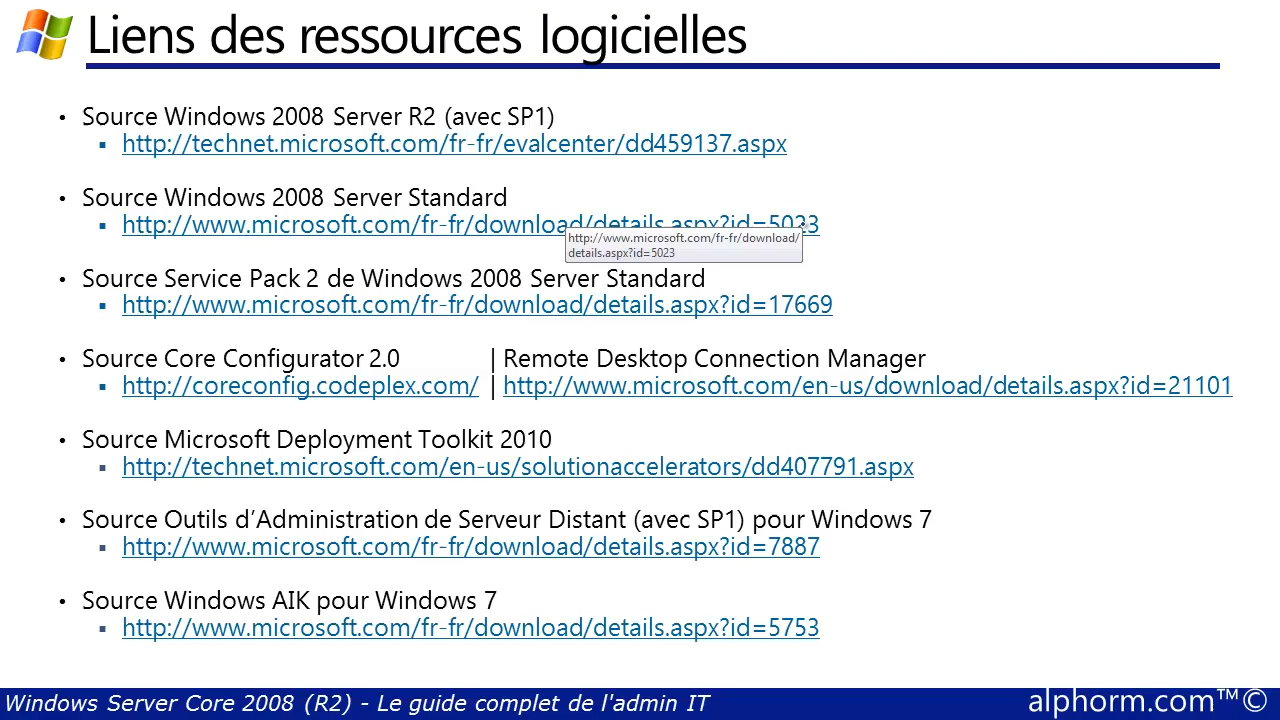 Liens des ressources logicielles
• Source Windows 2008 Server R2 (avec SP1)
▪ http://technet.microsoft.com/fr-fr/evalcenter/dd459137.aspx
• Source Windows 2008 Server Standard
▪ http://www.microsoft.com/fr-fr/download/details.aspx?id=5023
http://www.microsoft.com/fr-fr/download/
details.aspx?id=5023
• Source Service Pack 2 de Windows 2008 Server Standard
▪ http://www.microsoft.com/fr-fr/download/details.aspx?id=17669
• Source Core Configurator 2.0 | Remote Desktop Connection Manager
▪ http://coreconfig.codeplex.com/ | http://www.microsoft.com/en-us/download/details.aspx?id=21101
• Source Microsoft Deployment Toolkit 2010
▪ http://technet.microsoft.com/en-us/solutionaccelerators/dd407791.aspx
• Source Outils d’Administration de Serveur Distant (avec SP1) pour Windows 7
▪ http://www.microsoft.com/fr-fr/download/details.aspx?id=7887
• Source Windows AIK pour Windows 7
▪ http://www.microsoft.com/fr-fr/download/details.aspx?id=5753
Windows Server Core 2008 (R2) - Le guide complet de l'admin IT
alphorm.com™©